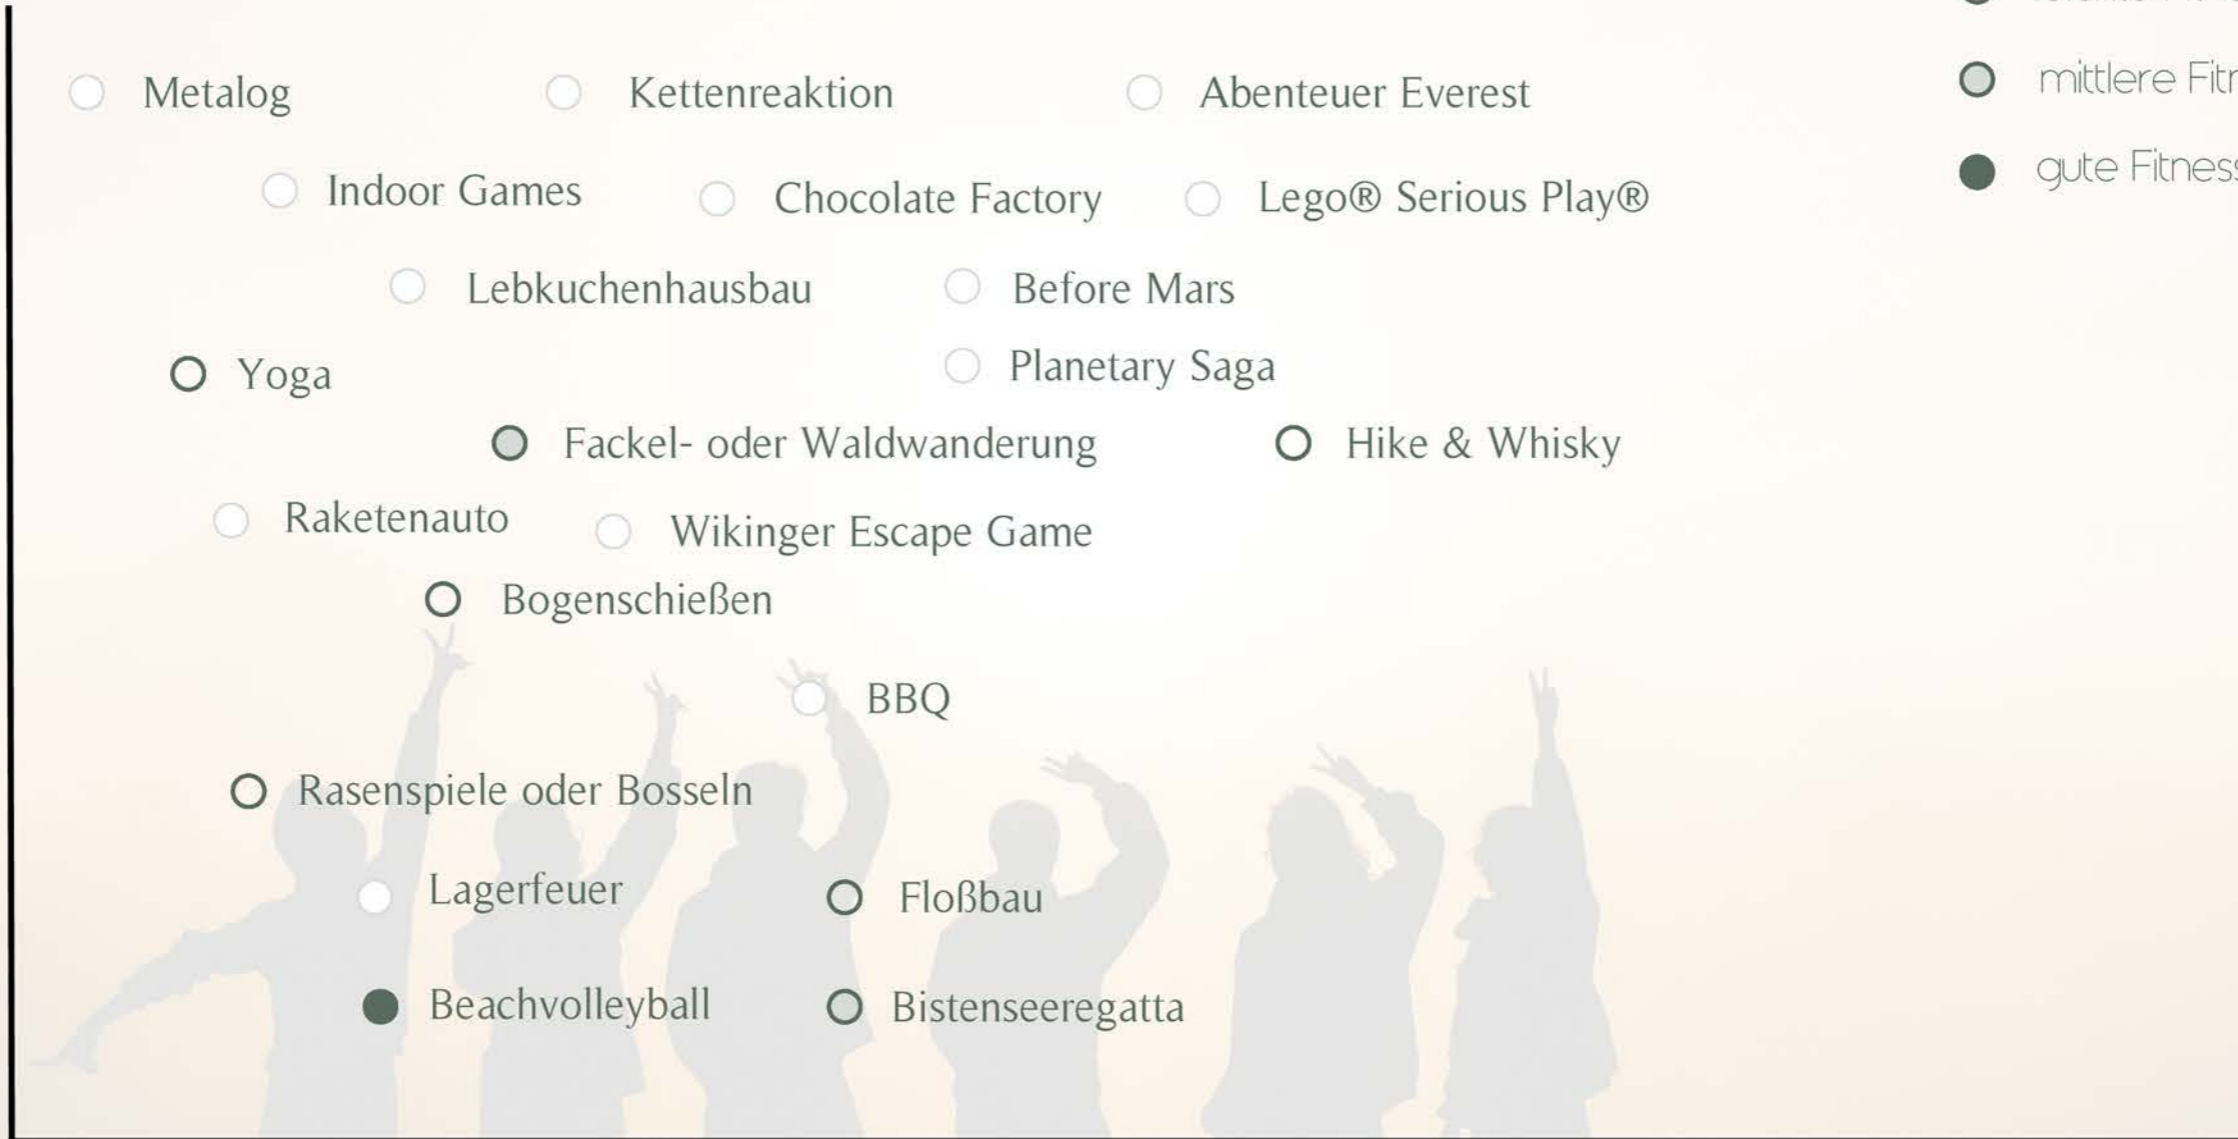 Metalog Kettenreaktion Abenteuer Everest
Indoor Games Chocolate Factory Lego® Serious Play®
Lebkuchenhausbau Before Mars
Yoga Planetary Saga
Fackel- oder Waldwanderung Hike & Whisky
Raketenauto Wikinger Escape Game
Bogenschießen
BBQ
Rasenspiele oder Bosseln
Lagerfeuer Floßbau
Beachvolleyball Bistenseeregatta
mittlere
gute Fitness